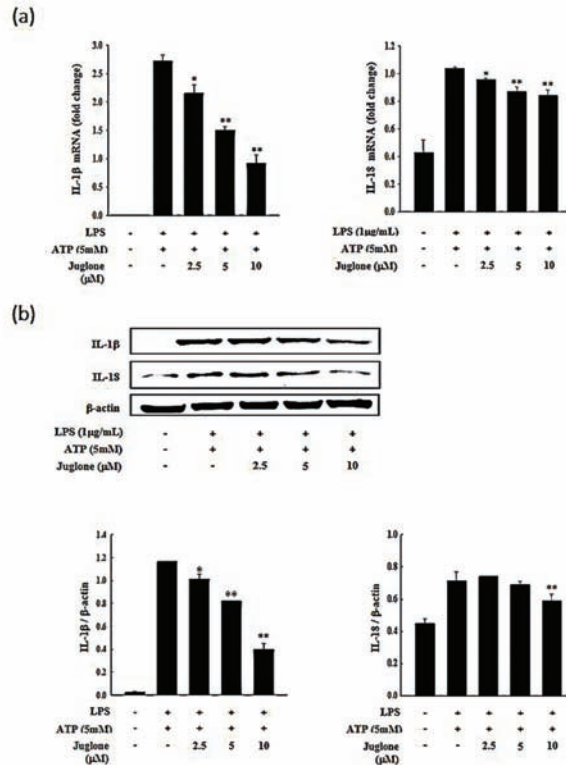 (a)
3.0
2.5
2.0
1.5
1.0
0.5
0.0
IL-1β mRNA (fold change)
*
**
**
LPS - + + + +
ATP (5mM) - + + + +
Juglone - - 2.5 5 10
(μM)
1.2
1.0
0.8
0.6
0.4
0.2
0.0
IL-18 mRNA (fold change)
*
**
**
LPS (1μg/mL) - + + + +
ATP (5mM) - + + + +
Juglone (μM) - - 2.5 5 10
(b)
IL-1β
IL-18
β-actin
LPS (1μg/mL) - + + + +
ATP (5mM) - + + + +
Juglone (μM) - - 2.5 5 10
1.4
1.2
1.0
0.8
0.6
0.4
0.2
0.0
IL-1β / β-actin
*
**
**
LPS - + + + +
ATP (5mM) - + + + +
Juglone - - 2.5 5 10
(μM)
1.0
0.8
0.6
0.4
0.2
0.0
IL-18 / β-actin
**
LPS - + + + +
ATP (5mM) - + + + +
Juglone - - 2.5 5 10
(μM)